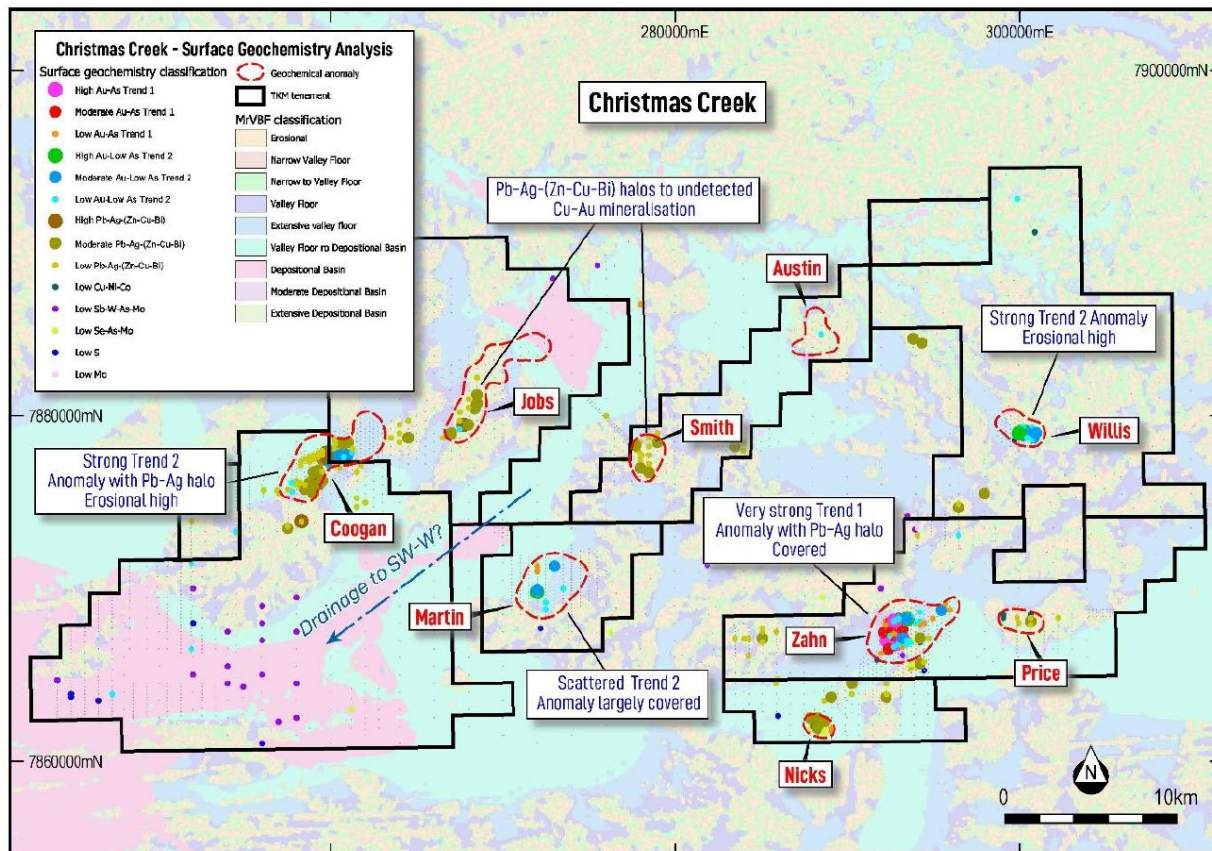 280000mE
300000mE
7900000mN
Christmas Creek - Surface Geochemistry Analysis
Surface geochemistry classification
High Au-As Trend 1
Moderate Au-As Trend 1
Low Au-As Trend 1
High Au-Low As Trend 2
Moderate Au-Low As Trend 2
Low Au-Low As Trend 2
High Pb-Ag-(Zn-Cu-Bi)
Moderate Pb-Ag-(Zn-Cu-Bi)
Low Pb-Ag-(Zn-Cu-Bi)
Low Cu-Ni-Co
Low Sb-W-As-Mo
Low Se-As-Mo
Low S
Low Mo
Geochemical anomaly
TKM tenement
MrVBF classification
Erosional
Narrow Valley Floor
Narrow to Valley Floor
Valley Floor
Extensive valley floor
Valley Floor ro Depositional Basin
Depositional Basin
Moderate Depositional Basin
Extensive Depositional Basin
Christmas Creek
Pb-Ag-(Zn-Cu-Bi) halos to undetected
Cu-Au mineralisation
Austin
Strong Trend 2 Anomaly
Erosional high
7880000mN
Jobs
Smith
Willis
Strong Trend 2
Anomaly with Pb-Ag halo
Erosional high
Coogan
Very strong Trend 1
Anomaly with Pb-Ag halo
Covered
Drainage to SW-W?
Martin
Zahn
Price
Scattered Trend 2
Anomaly largely covered
7860000mN
Nicks
N
0
10km